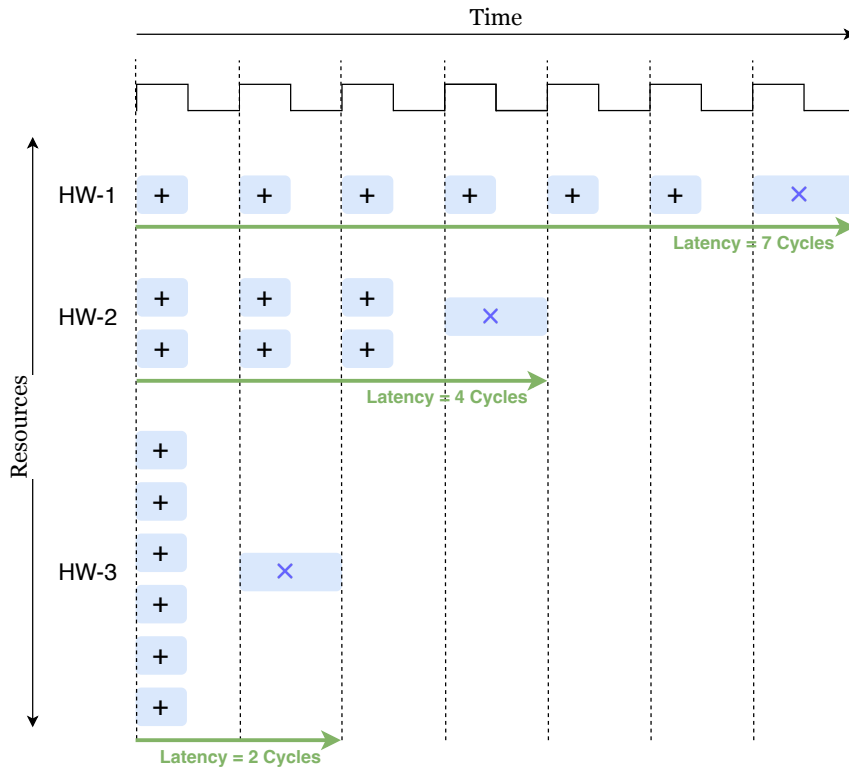 Time
HW-1
+ + + + + + ×
Latency = 7 Cycles
+ + +
HW-2
×
+ + +
Latency = 4 Cycles
Resources
+
+
+
HW-3
×
+
+
+
Latency = 2 Cycles